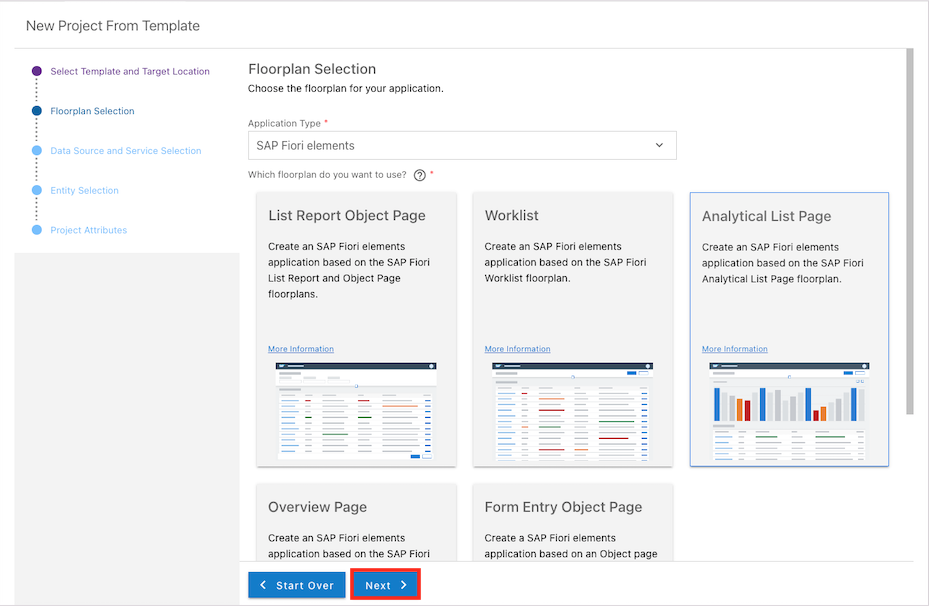 New Project From Template
Select Template and Target Location
Floorplan Selection
Data Source and Service Selection
Entity Selection
Project Attributes
Floorplan Selection
Choose the floorplan for your application.
Application Type *
SAP Fiori elements
Which floorplan do you want to use? ? *
List Report Object Page
Create an SAP Fiori elements
application based on the SAP Fiori
List Report and Object Page
floorplans.
More Information
Worklist
Create an SAP Fiori elements
application based on the SAP Fiori
Worklist floorplan.
More Information
Analytical List Page
Create an SAP Fiori elements
application based on the SAP Fiori
Analytical List Page floorplan.
More Information
Overview Page
Create an SAP Fiori elements
application based on the SAP Fiori
Form Entry Object Page
Create a SAP Fiori elements
application based on an Object page
Start Over
Next